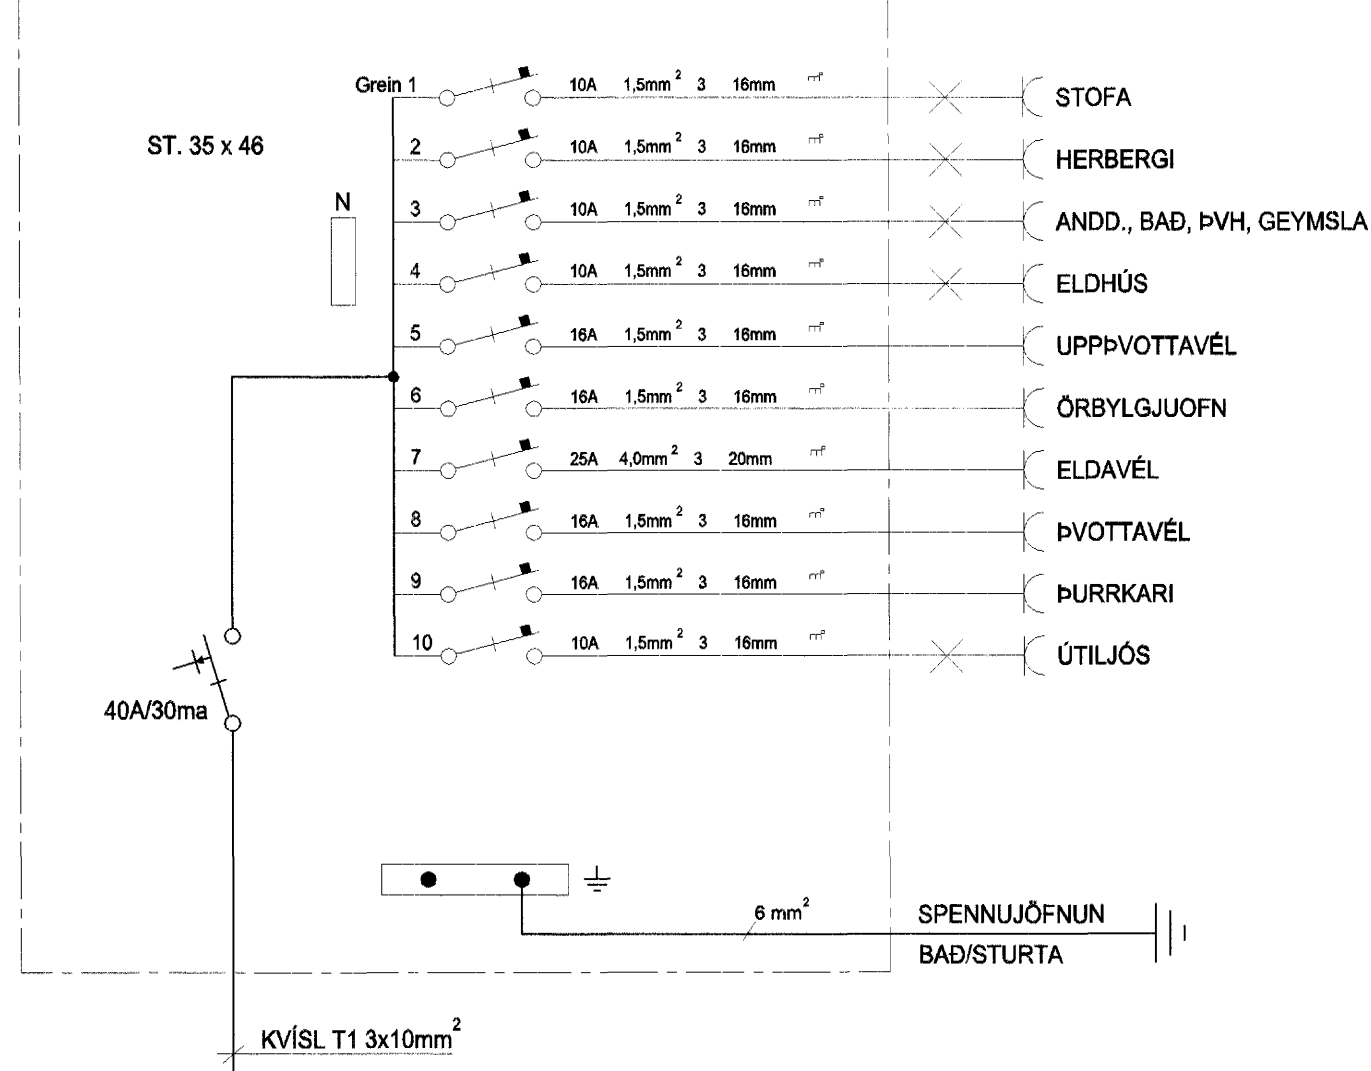 Grein 1 10A 1,5mm² 3 16mm STOFA
ST. 35 x 46
2 10A 1,5mm² 3 16mm HERBERGI
N
3 10A 1,5mm² 3 16mm ANDD., BAÐ, ÞVH, GEYMSLA
4 10A 1,5mm² 3 16mm ELDHÚS
5 16A 1,5mm² 3 16mm UPPÞVOTTAVÉL
6 16A 1,5mm² 3 16mm ÖRBYLGJUOFN
7 25A 4,0mm² 3 20mm ELDAVÉL
8 16A 1,5mm² 3 16mm ÞVOTTAVÉL
9 16A 1,5mm² 3 16mm ÞURRKARI
10 10A 1,5mm² 3 16mm ÚTILJÓS
40A/30ma
6 mm²
SPENNUJÖFNUN
BAÐ/STURTA
KVÍSL T1 3x10mm²